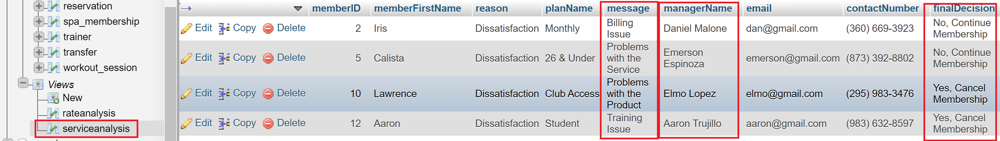 reservation
spa_membership
trainer
transfer
workout_session
Views
New
rateanalysis
serviceanalysis
memberID memberFirstName reason planName message managerName email contactNumber finalDecision
Edit Copy Delete 2 Iris Dissatisfaction Monthly Billing Issue Daniel Malone dan@gmail.com (360) 669-3923 No, Continue Membership
Edit Copy Delete 5 Calista Dissatisfaction 26 & Under Problems with the Service Emerson Espinoza emerson@gmail.com (873) 392-8802 No, Continue Membership
Edit Copy Delete 10 Lawrence Dissatisfaction Club Access Problems with the Product Elmo Lopez elmo@gmail.com (295) 983-3476 Yes, Cancel Membership
Edit Copy Delete 12 Aaron Dissatisfaction Student Training Issue Aaron Trujillo aaron@gmail.com (983) 632-8597 Yes, Cancel Membership